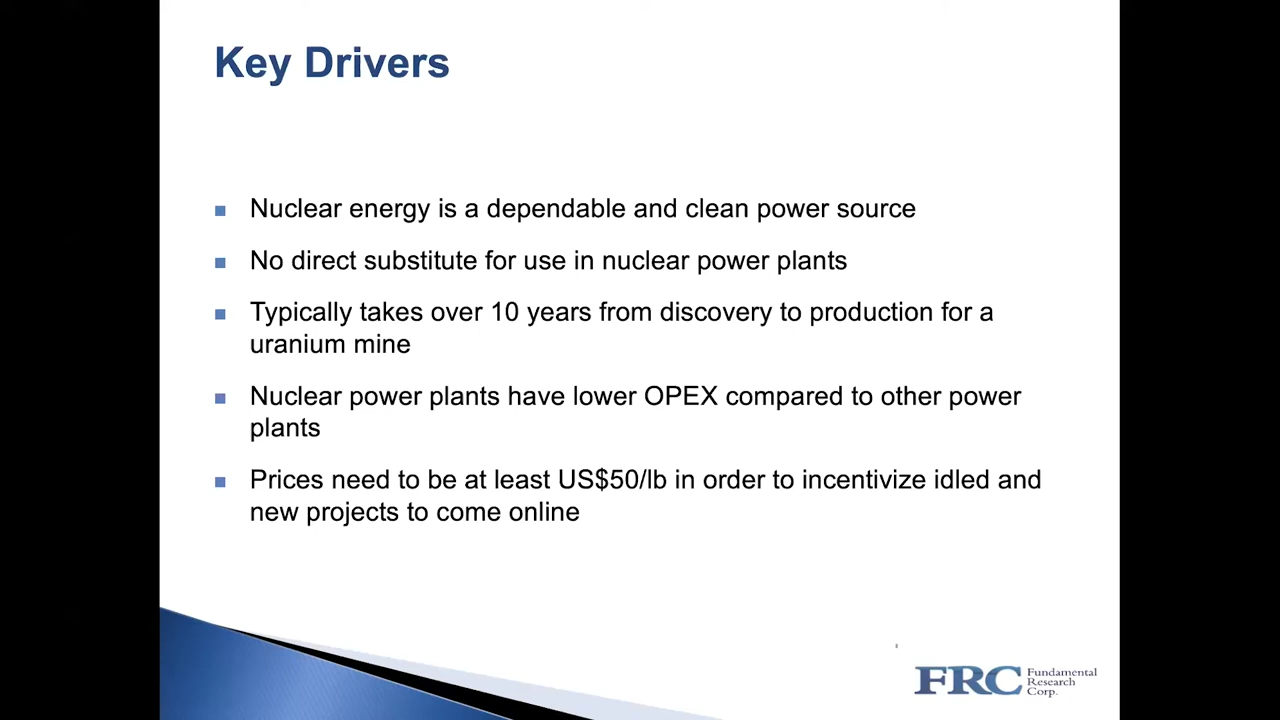 Key Drivers
Nuclear energy is a dependable and clean power source
No direct substitute for use in nuclear power plants
Typically takes over 10 years from discovery to production for a
uranium mine
Nuclear power plants have lower OPEX compared to other power
plants
Prices need to be at least US$50/lb in order to incentivize idled and
new projects to come online
FRC
Fundamental
Research
Corp.